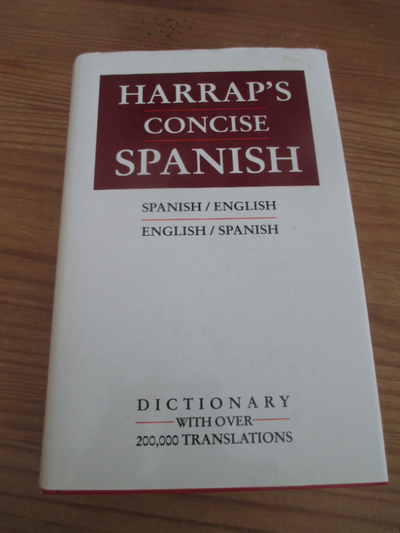 HARRAP'S
CONCISE
SPANISH
SPANISH / ENGLISH
ENGLISH / SPANISH
DICTIONARY
WITH OVER
200,000 TRANSLATIONS